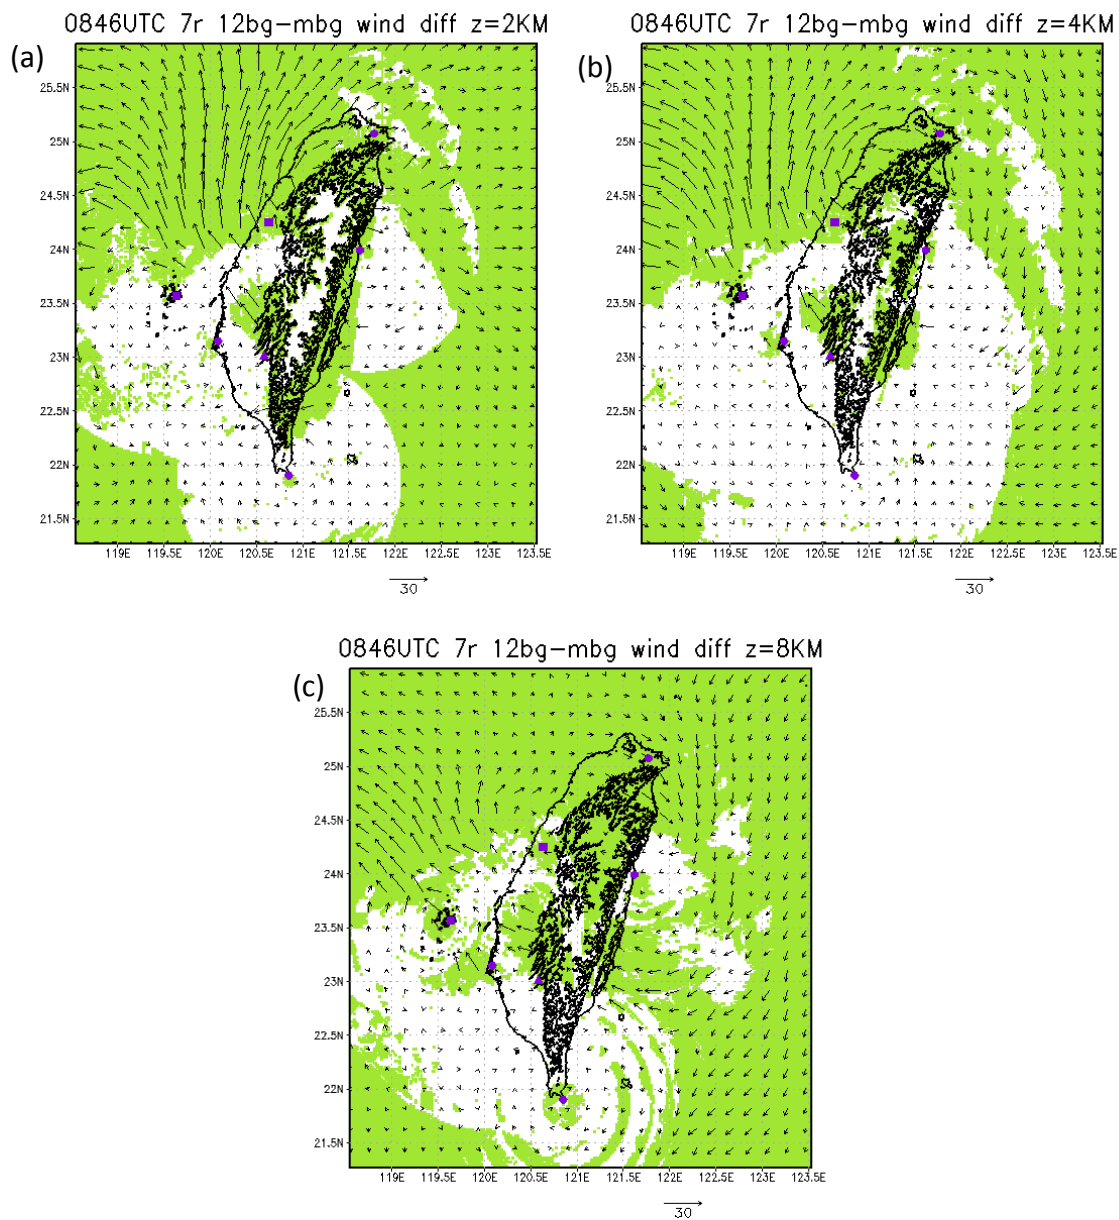 0846UTC 7r 12bg-mbg wind diff z=2KM
(a)
25.5N
25N
24.5N
24N
23.5N
23N
22.5N
22N
21.5N
119E 119.5E 120E 120.5E 121E 121.5E 122E 122.5E 123E 123.5E
30
0846UTC 7r 12bg-mbg wind diff z=4KM
(b)
25.5N
25N
24.5N
24N
23.5N
23N
22.5N
22N
21.5N
119E 119.5E 120E 120.5E 121E 121.5E 122E 122.5E 123E 123.5E
30
0846UTC 7r 12bg-mbg wind diff z=8KM
(c)
25.5N
25N
24.5N
24N
23.5N
23N
22.5N
22N
21.5N
119E 119.5E 120E 120.5E 121E 121.5E 122E 122.5E 123E 123.5E
30